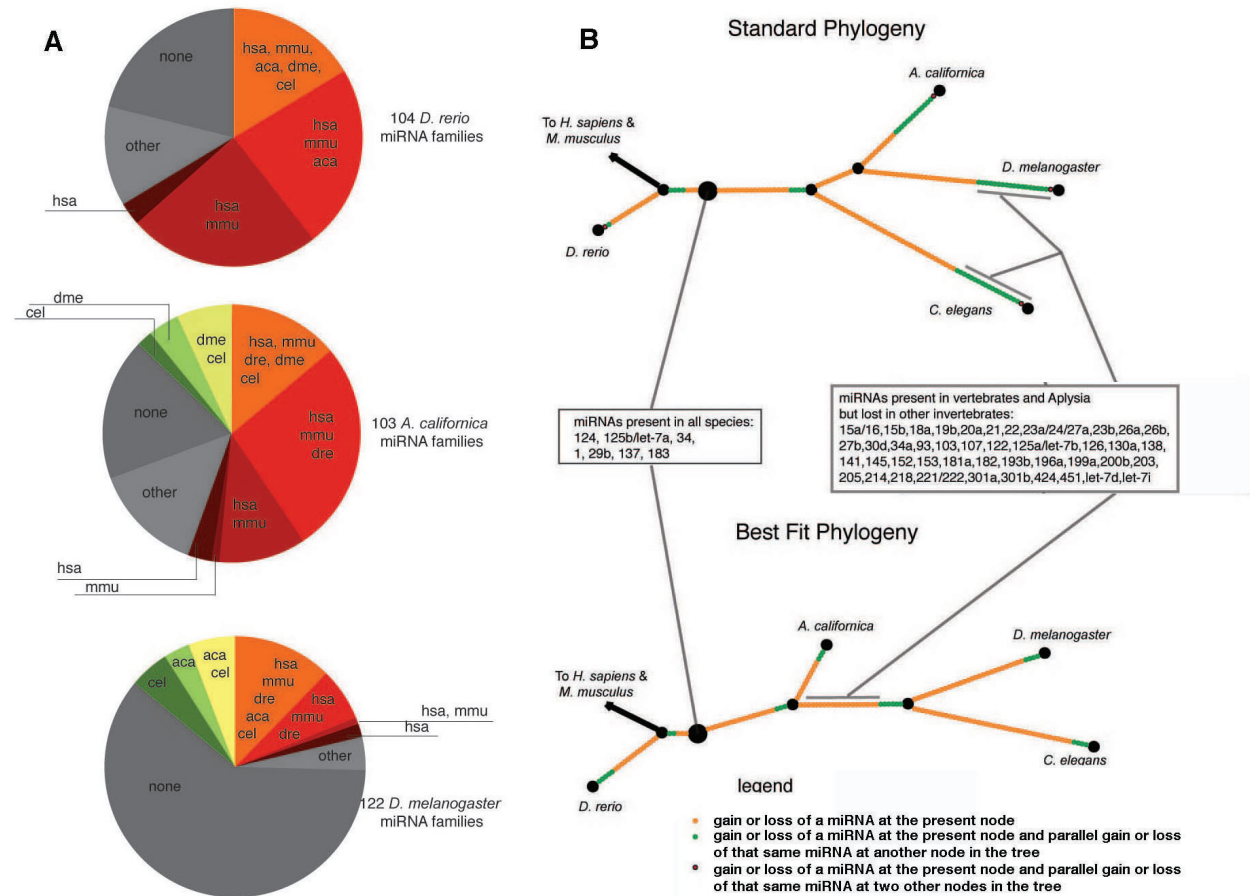 A
none
hsa, mmu,
aca, dme,
cel
hsa
mmu
aca
other
hsa
hsa
mmu
104 D. rerio
miRNA families
dme
cel
dme
cel
hsa, mmu
dre, dme
cel
none
hsa
mmu
dre
other
hsa
mmu
hsa
mmu
103 A. californica
miRNA families
cel
aca
aca
cel
hsa
mmu
dre
aca
cel
hsa
mmu
dre
hsa, mmu
hsa
other
none
122 D. melanogaster
miRNA families
B
Standard Phylogeny
A. californica
To H. sapiens &
M. musculus
D. melanogaster
D. rerio
C. elegans
miRNAs present in all species:
124, 125b/let-7a, 34,
1, 29b, 137, 183
miRNAs present in vertebrates and Aplysia
but lost in other invertebrates:
15a/16,15b,18a,19b,20a,21,22,23a/24/27a,23b,26a,26b,
27b,30d,34a,93,103,107,122,125a/let-7b,126,130a,138,
141,145,152,153,181a,182,193b,196a,199a,200b,203,
205,214,218,221/222,301a,301b,424,451,let-7d,let-7i
Best Fit Phylogeny
A. californica
D. melanogaster
To H. sapiens &
M. musculus
C. elegans
D. rerio
legend
gain or loss of a miRNA at the present node
gain or loss of a miRNA at the present node and parallel gain or loss
of that same miRNA at another node in the tree
gain or loss of a miRNA at the present node and parallel gain or loss
of that same miRNA at two other nodes in the tree